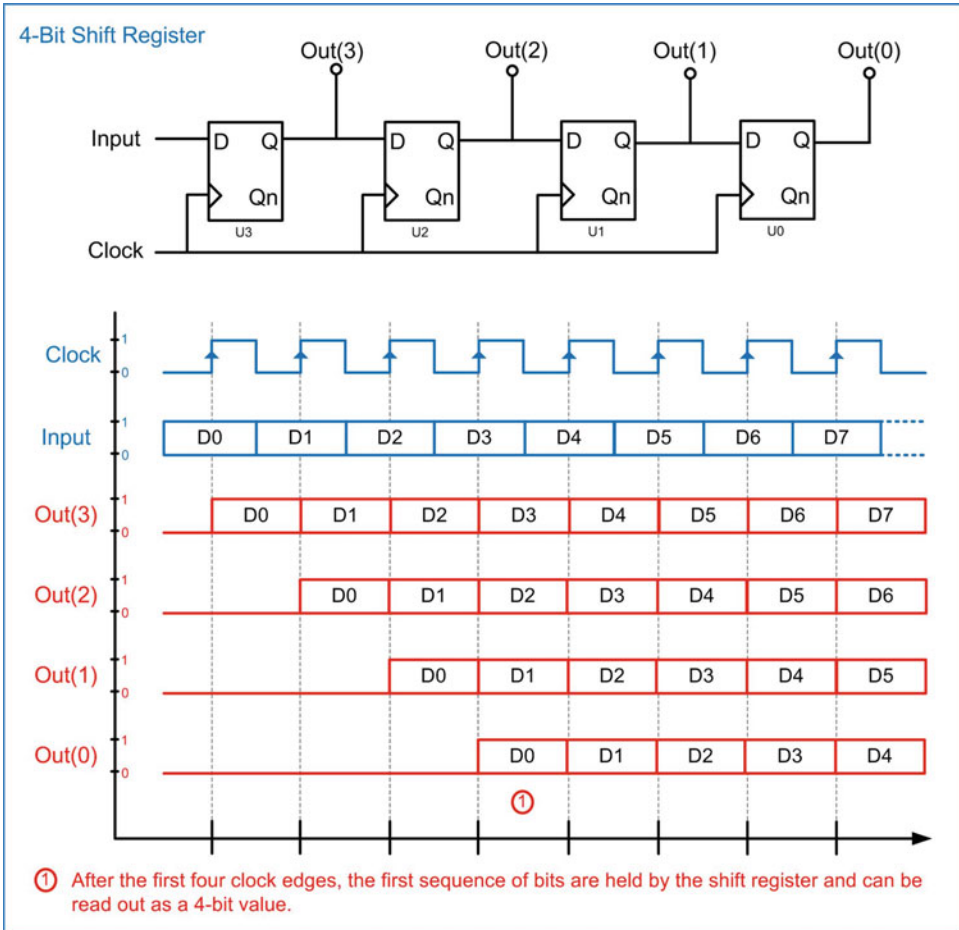 4-Bit Shift Register
Out(3) Out(2) Out(1) Out(0)
Input D Q D Q D Q D Q
Qn Qn Qn Qn
U3 U2 U1 U0
Clock
Clock 1
0
Input 1 D0 D1 D2 D3 D4 D5 D6 D7
0
Out(3) 1 D0 D1 D2 D3 D4 D5 D6 D7
0
Out(2) 1 D0 D1 D2 D3 D4 D5 D6
0
Out(1) 1 D0 D1 D2 D3 D4 D5
0
Out(0) 1 D0 D1 D2 D3 D4
0
1
1 After the first four clock edges, the first sequence of bits are held by the shift register and can be
read out as a 4-bit value.